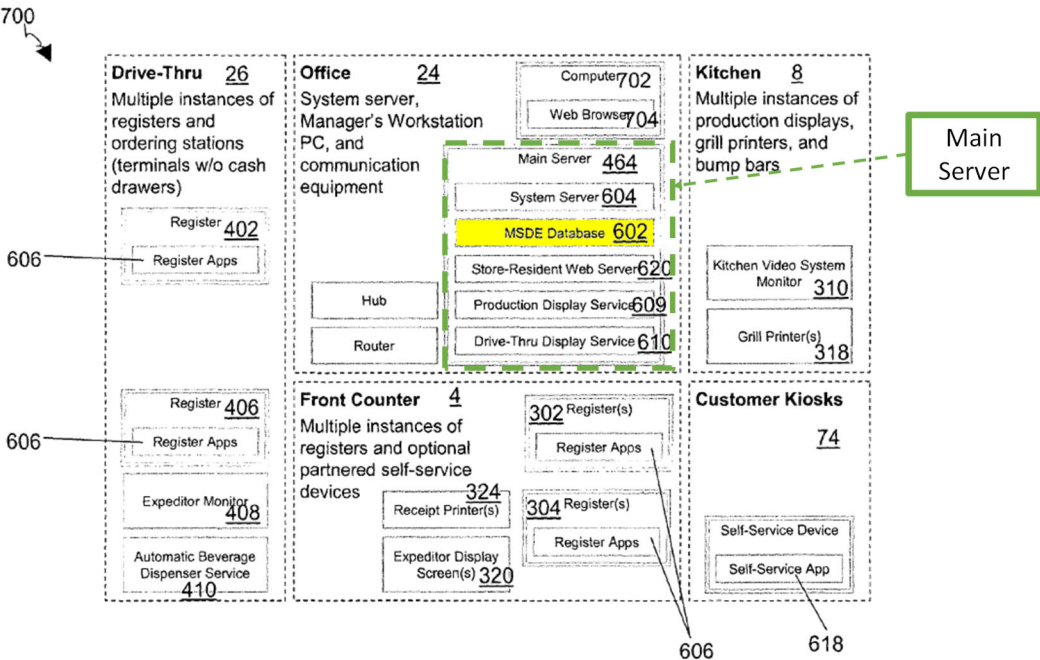 700
Drive-Thru 26
Multiple instances of
registers and
ordering stations
(terminals w/o cash
drawers)
Register 402
Register Apps
606
Register 406
Register Apps
606
Expeditor Monitor
408
Automatic Beverage
Dispenser Service
410
Office 24
System server,
Manager's Workstation
PC, and
communication
equipment
Computer 702
Web Browser 704
Main Server 464
System Server 604
MSDE Database 602
Store-Resident Web Server 620
Production Display Service 609
Drive-Thru Display Service 610
Hub
Router
Kitchen 8
Multiple instances of
production displays,
grill printers, and
bump bars
Main
Server
Kitchen Video System
Monitor 310
Grill Printer(s)
318
Front Counter 4
Multiple instances of
registers and optional
partnered self-service
devices
302 Register(s)
Register Apps
324
Receipt Printer(s)
304 Register(s)
Register Apps
Expeditor Display
Screen(s) 320
606
Customer Kiosks
74
Self-Service Device
Self-Service App
618